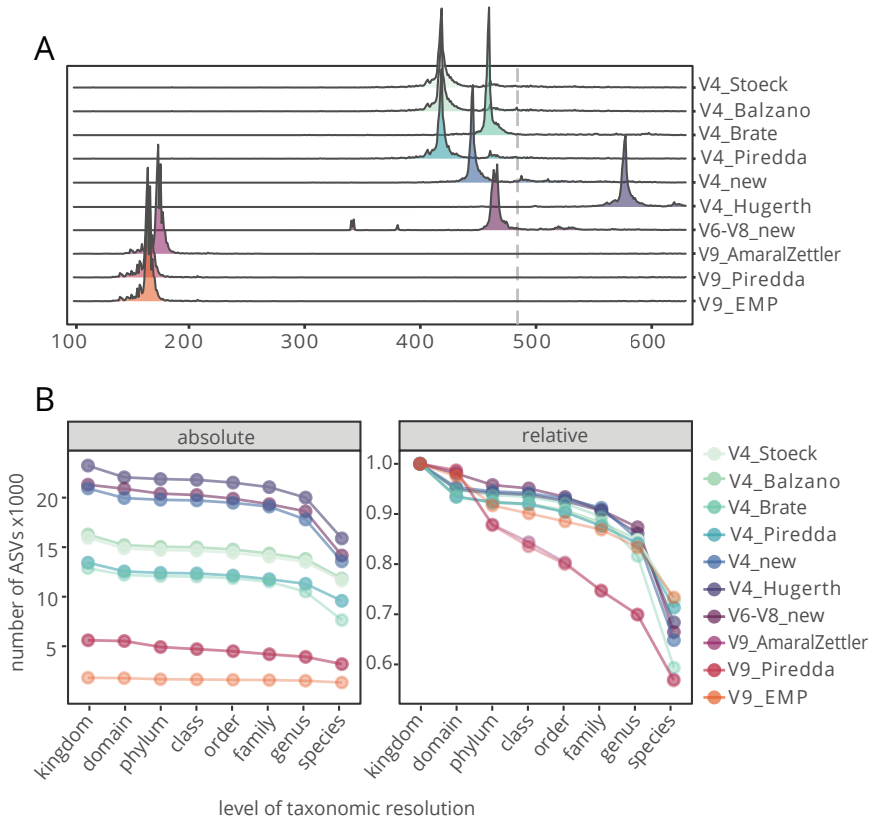 A
V4_Stoeck
V4_Balzano
V4_Brate
V4_Piredda
V4_new
V4_Hugerth
V6-V8_new
V9_AmaralZettler
V9_Piredda
V9_EMP
100 200 300 400 500 600
B
absolute relative
number of ASVs x1000
20
15
10
5
1.0
0.9
0.8
0.7
0.6
kingdom domain phylum class order family genus species
kingdom domain phylum class order family genus species
level of taxonomic resolution
V4_Stoeck
V4_Balzano
V4_Brate
V4_Piredda
V4_new
V4_Hugerth
V6-V8_new
V9_AmaralZettler
V9_Piredda
V9_EMP